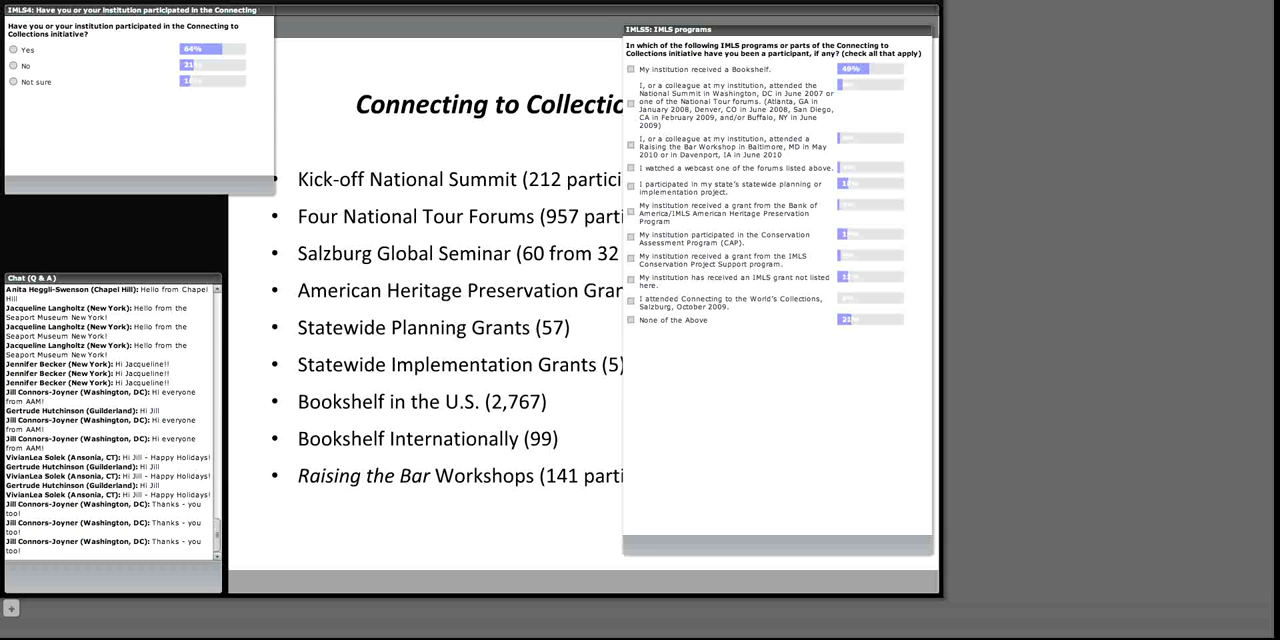 IMLS4: Have you or your institution participated in the Connecting
Have you or your institution participated in the Connecting to
Collections initiative?
Yes
64%
No
21%
Not sure
Chat (Q & A)
Anita Heggli-Swenson (Chapel Hill): Hello from Chapel
Hill
Jacqueline Langholtz (New York): Hello from the
Seaport Museum New York!
Jacqueline Langholtz (New York): Hello from the
Seaport Museum New York!
Jacqueline Langholtz (New York): Hello from the
Seaport Museum New York!
Jennifer Becker (New York): Hi Jacqueline!!
Jennifer Becker (New York): Hi Jacqueline!!
Jennifer Becker (New York): Hi Jacqueline!!
Jill Connors-Joyner (Washington, DC): Hi everyone
from AAM!
Gertrude Hutchinson (Guilderland): Hi Jill
Jill Connors-Joyner (Washington, DC): Hi everyone
from AAM!
Jill Connors-Joyner (Washington, DC): Hi everyone
from AAM!
VivianLea Solek (Ansonia, CT): Hi Jill - Happy Holidays!
Gertrude Hutchinson (Guilderland): Hi Jill
VivianLea Solek (Ansonia, CT): Hi Jill - Happy Holidays!
Gertrude Hutchinson (Guilderland): Hi Jill
VivianLea Solek (Ansonia, CT): Hi Jill - Happy Holidays!
Jill Connors-Joyner (Washington, DC): Thanks - you
too!
Jill Connors-Joyner (Washington, DC): Thanks - you
too!
Jill Connors-Joyner (Washington, DC): Thanks - you
too!
Connecting to Collectio
• Kick-off National Summit (212 partici
• Four National Tour Forums (957 parti
• Salzburg Global Seminar (60 from 32
• American Heritage Preservation Gran
• Statewide Planning Grants (57)
• Statewide Implementation Grants (5)
• Bookshelf in the U.S. (2,767)
• Bookshelf Internationally (99)
• Raising the Bar Workshops (141 parti
IMLS5: IMLS programs
In which of the following IMLS programs or parts of the Connecting to
Collections initiative have you been a participant, if any? (check all that apply)
My institution received a Bookshelf.
49%
I, or a colleague at my institution, attended the
National Summit in Washington, DC in June 2007 or
one of the National Tour forums. (Atlanta, GA in
January 2008, Denver, CO in June 2008, San Diego,
CA in February 2009, and/or Buffalo, NY in June
2009)
I, or a colleague at my institution, attended a
Raising the Bar Workshop in Baltimore, MD in May
2010 or in Davenport, IA in June 2010
I watched a webcast one of the forums listed above.
I participated in my state's statewide planning or
implementation project.
My institution received a grant from the Bank of
America/IMLS American Heritage Preservation
Program
My institution participated in the Conservation
Assessment Program (CAP).
My institution received a grant from the IMLS
Conservation Project Support program.
My institution has received an IMLS grant not listed
here.
I attended Connecting to the World's Collections,
Salzburg, October 2009.
None of the Above
21%